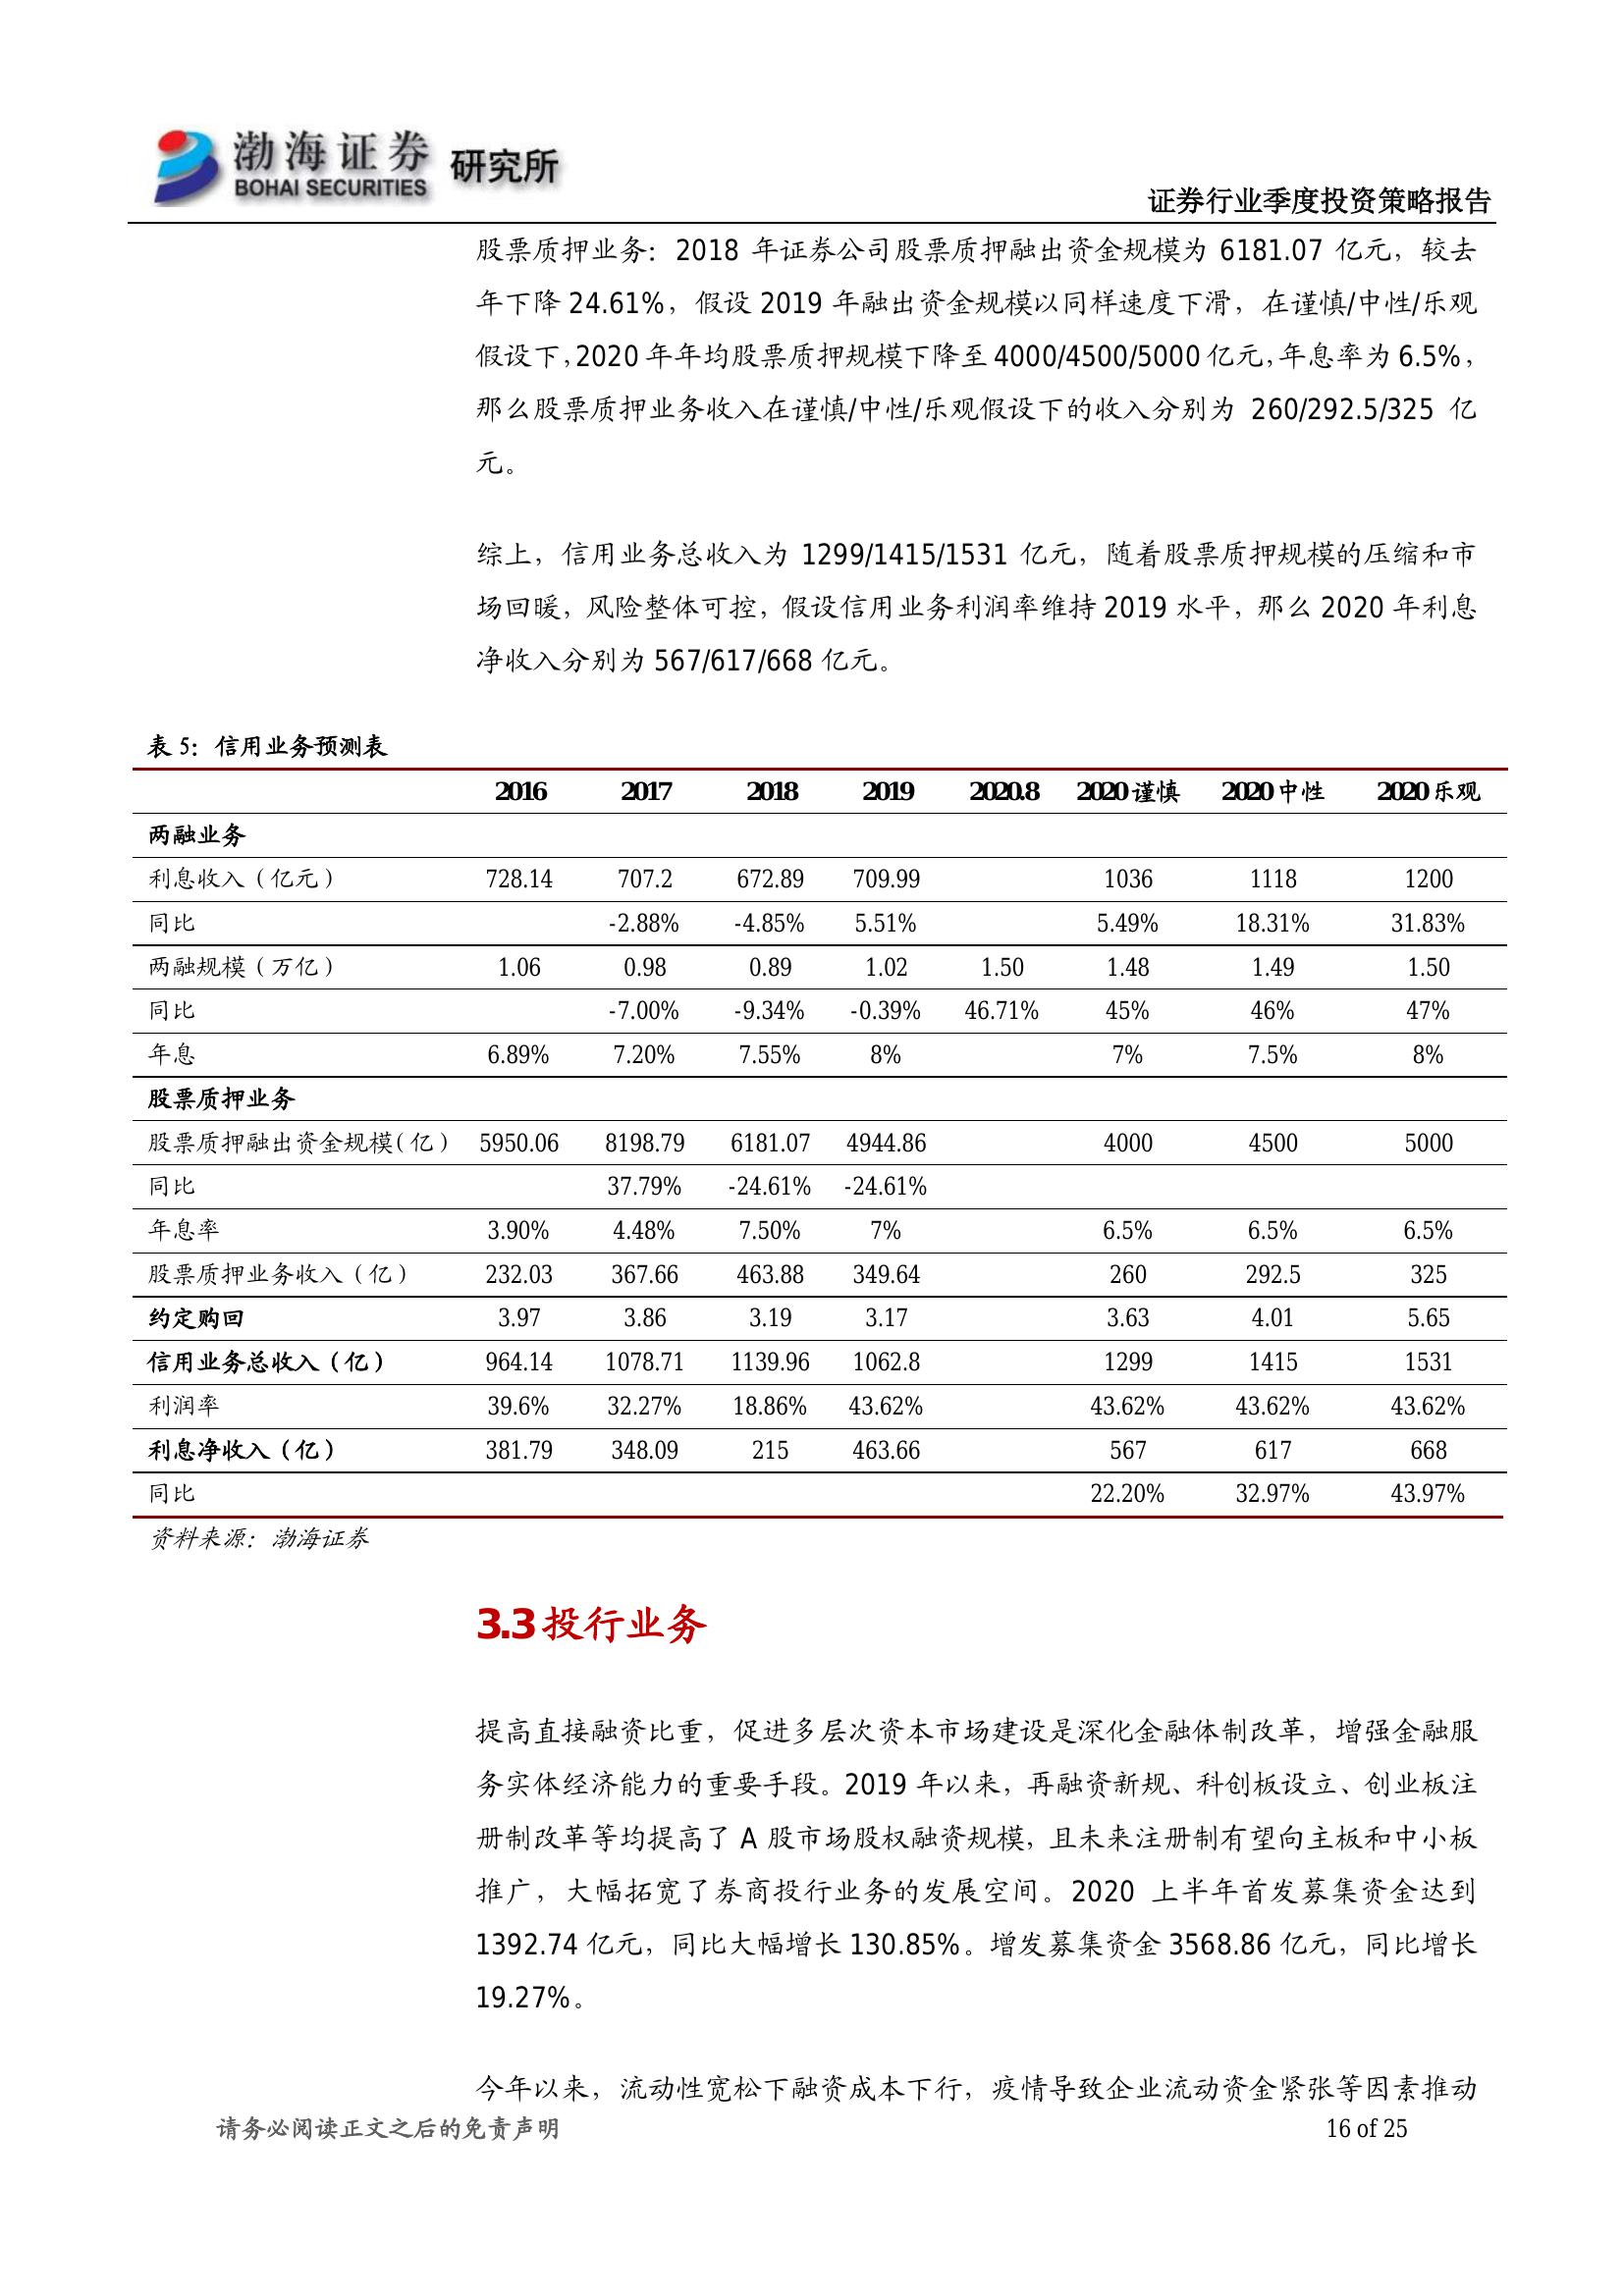 渤海证券 研究所
BOHAI SECURITIES
证券行业季度投资策略报告
股票质押业务：2018 年证券公司股票质押融出资金规模为 6181.07 亿元，较去
年下降 24.61%，假设 2019 年融出资金规模以同样速度下滑，在谨慎/中性/乐观
假设下，2020 年年均股票质押规模下降至 4000/4500/5000 亿元，年息率为 6.5%，
那么股票质押业务收入在谨慎/中性/乐观假设下的收入分别为 260/292.5/325 亿
元。
综上，信用业务总收入为 1299/1415/1531 亿元，随着股票质押规模的压缩和市
场回暖，风险整体可控，假设信用业务利润率维持 2019 水平，那么 2020 年利息
净收入分别为 567/617/668 亿元。
表 5：信用业务预测表
2016 2017 2018 2019 2020.8 2020 谨慎 2020 中性 2020 乐观
两融业务
利息收入（亿元） 728.14 707.2 672.89 709.99 1036 1118 1200
同比 -2.88% -4.85% 5.51% 5.49% 18.31% 31.83%
两融规模（万亿） 1.06 0.98 0.89 1.02 1.50 1.48 1.49 1.50
同比 -7.00% -9.34% -0.39% 46.71% 45% 46% 47%
年息 6.89% 7.20% 7.55% 8% 7% 7.5% 8%
股票质押业务
股票质押融出资金规模（亿） 5950.06 8198.79 6181.07 4944.86 4000 4500 5000
同比 37.79% -24.61% -24.61%
年息率 3.90% 4.48% 7.50% 7% 6.5% 6.5% 6.5%
股票质押业务收入（亿） 232.03 367.66 463.88 349.64 260 292.5 325
约定购回 3.97 3.86 3.19 3.17 3.63 4.01 5.65
信用业务总收入（亿） 964.14 1078.71 1139.96 1062.8 1299 1415 1531
利润率 39.6% 32.27% 18.86% 43.62% 43.62% 43.62% 43.62%
利息净收入（亿） 381.79 348.09 215 463.66 567 617 668
同比 22.20% 32.97% 43.97%
资料来源：渤海证券
3.3 投行业务
提高直接融资比重，促进多层次资本市场建设是深化金融体制改革，增强金融服
务实体经济能力的重要手段。2019 年以来，再融资新规、科创板设立、创业板注
册制改革等均提高了 A 股市场股权融资规模，且未来注册制有望向主板和中小板
推广，大幅拓宽了券商投行业务的发展空间。2020 上半年首发募集资金达到
1392.74 亿元，同比大幅增长 130.85%。增发募集资金 3568.86 亿元，同比增长
19.27%。
今年以来，流动性宽松下融资成本下行，疫情导致企业流动资金紧张等因素推动
请务必阅读正文之后的免责声明 16 of 25